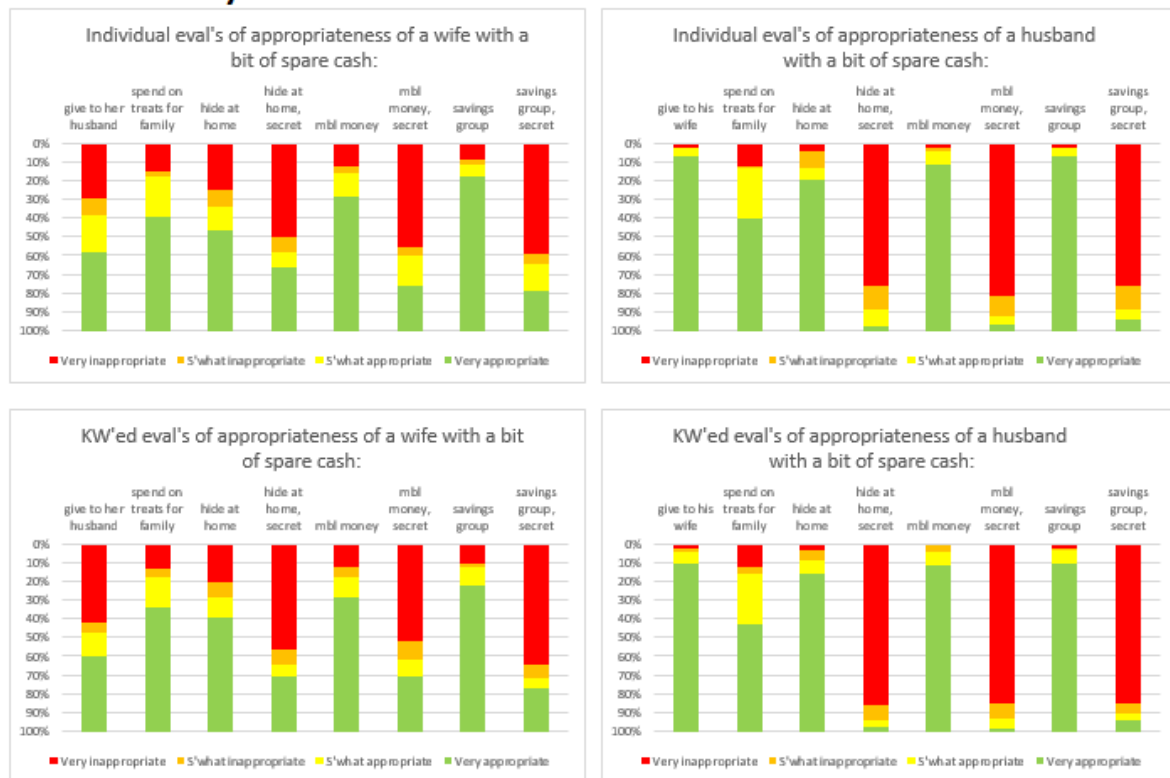 Individual eval's of appropriateness of a wife with a
bit of spare cash:
give to her
husband
spend on
treats for
family
hide at
home
hide at
home,
secret
mbl money
mbl
money,
secret
savings
group
savings
group,
secret
0%
10%
20%
30%
40%
50%
60%
70%
80%
90%
100%
Very inappropriate
S'what inappropriate
S'what appropriate
Very appropriate
Individual eval's of appropriateness of a husband
with a bit of spare cash:
give to his
wife
spend on
treats for
family
hide at
home
hide at
home,
secret
mbl money
mbl
money,
secret
savings
group
savings
group,
secret
0%
10%
20%
30%
40%
50%
60%
70%
80%
90%
100%
Very inappropriate
S'what inappropriate
S'what appropriate
Very appropriate
KW'ed eval's of appropriateness of a wife with a bit
of spare cash:
give to her
husband
spend on
treats for
family
hide at
home
hide at
home,
secret
mbl money
mbl
money,
secret
savings
group
savings
group,
secret
0%
10%
20%
30%
40%
50%
60%
70%
80%
90%
100%
Very inappropriate
S'what inappropriate
S'what appropriate
Very appropriate
KW'ed eval's of appropriateness of a husband
with a bit of spare cash:
give to his
wife
spend on
treats for
family
hide at
home
hide at
home,
secret
mbl money
mbl
money,
secret
savings
group
savings
group,
secret
0%
10%
20%
30%
40%
50%
60%
70%
80%
90%
100%
Very inappropriate
S'what inappropriate
S'what appropriate
Very appropriate